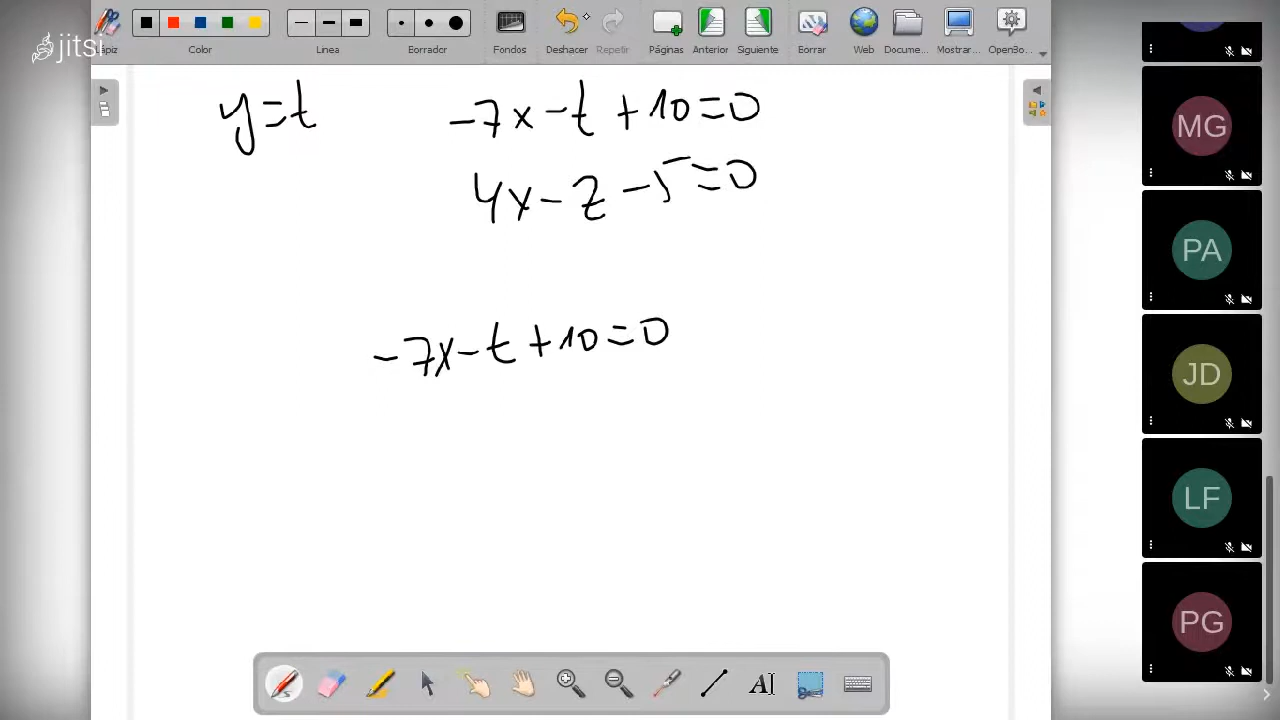 jitsi
Color
Linea
Borrador
Fondos
Deshacer
Repetir
Páginas
Anterior
Siguiente
Borrar
Web
Docume...
Mostrar...
OpenBo...
y=t
-7x-t+10=0
4x-z-5=0
-7x-t+10=0
MG
PA
JD
LF
PG